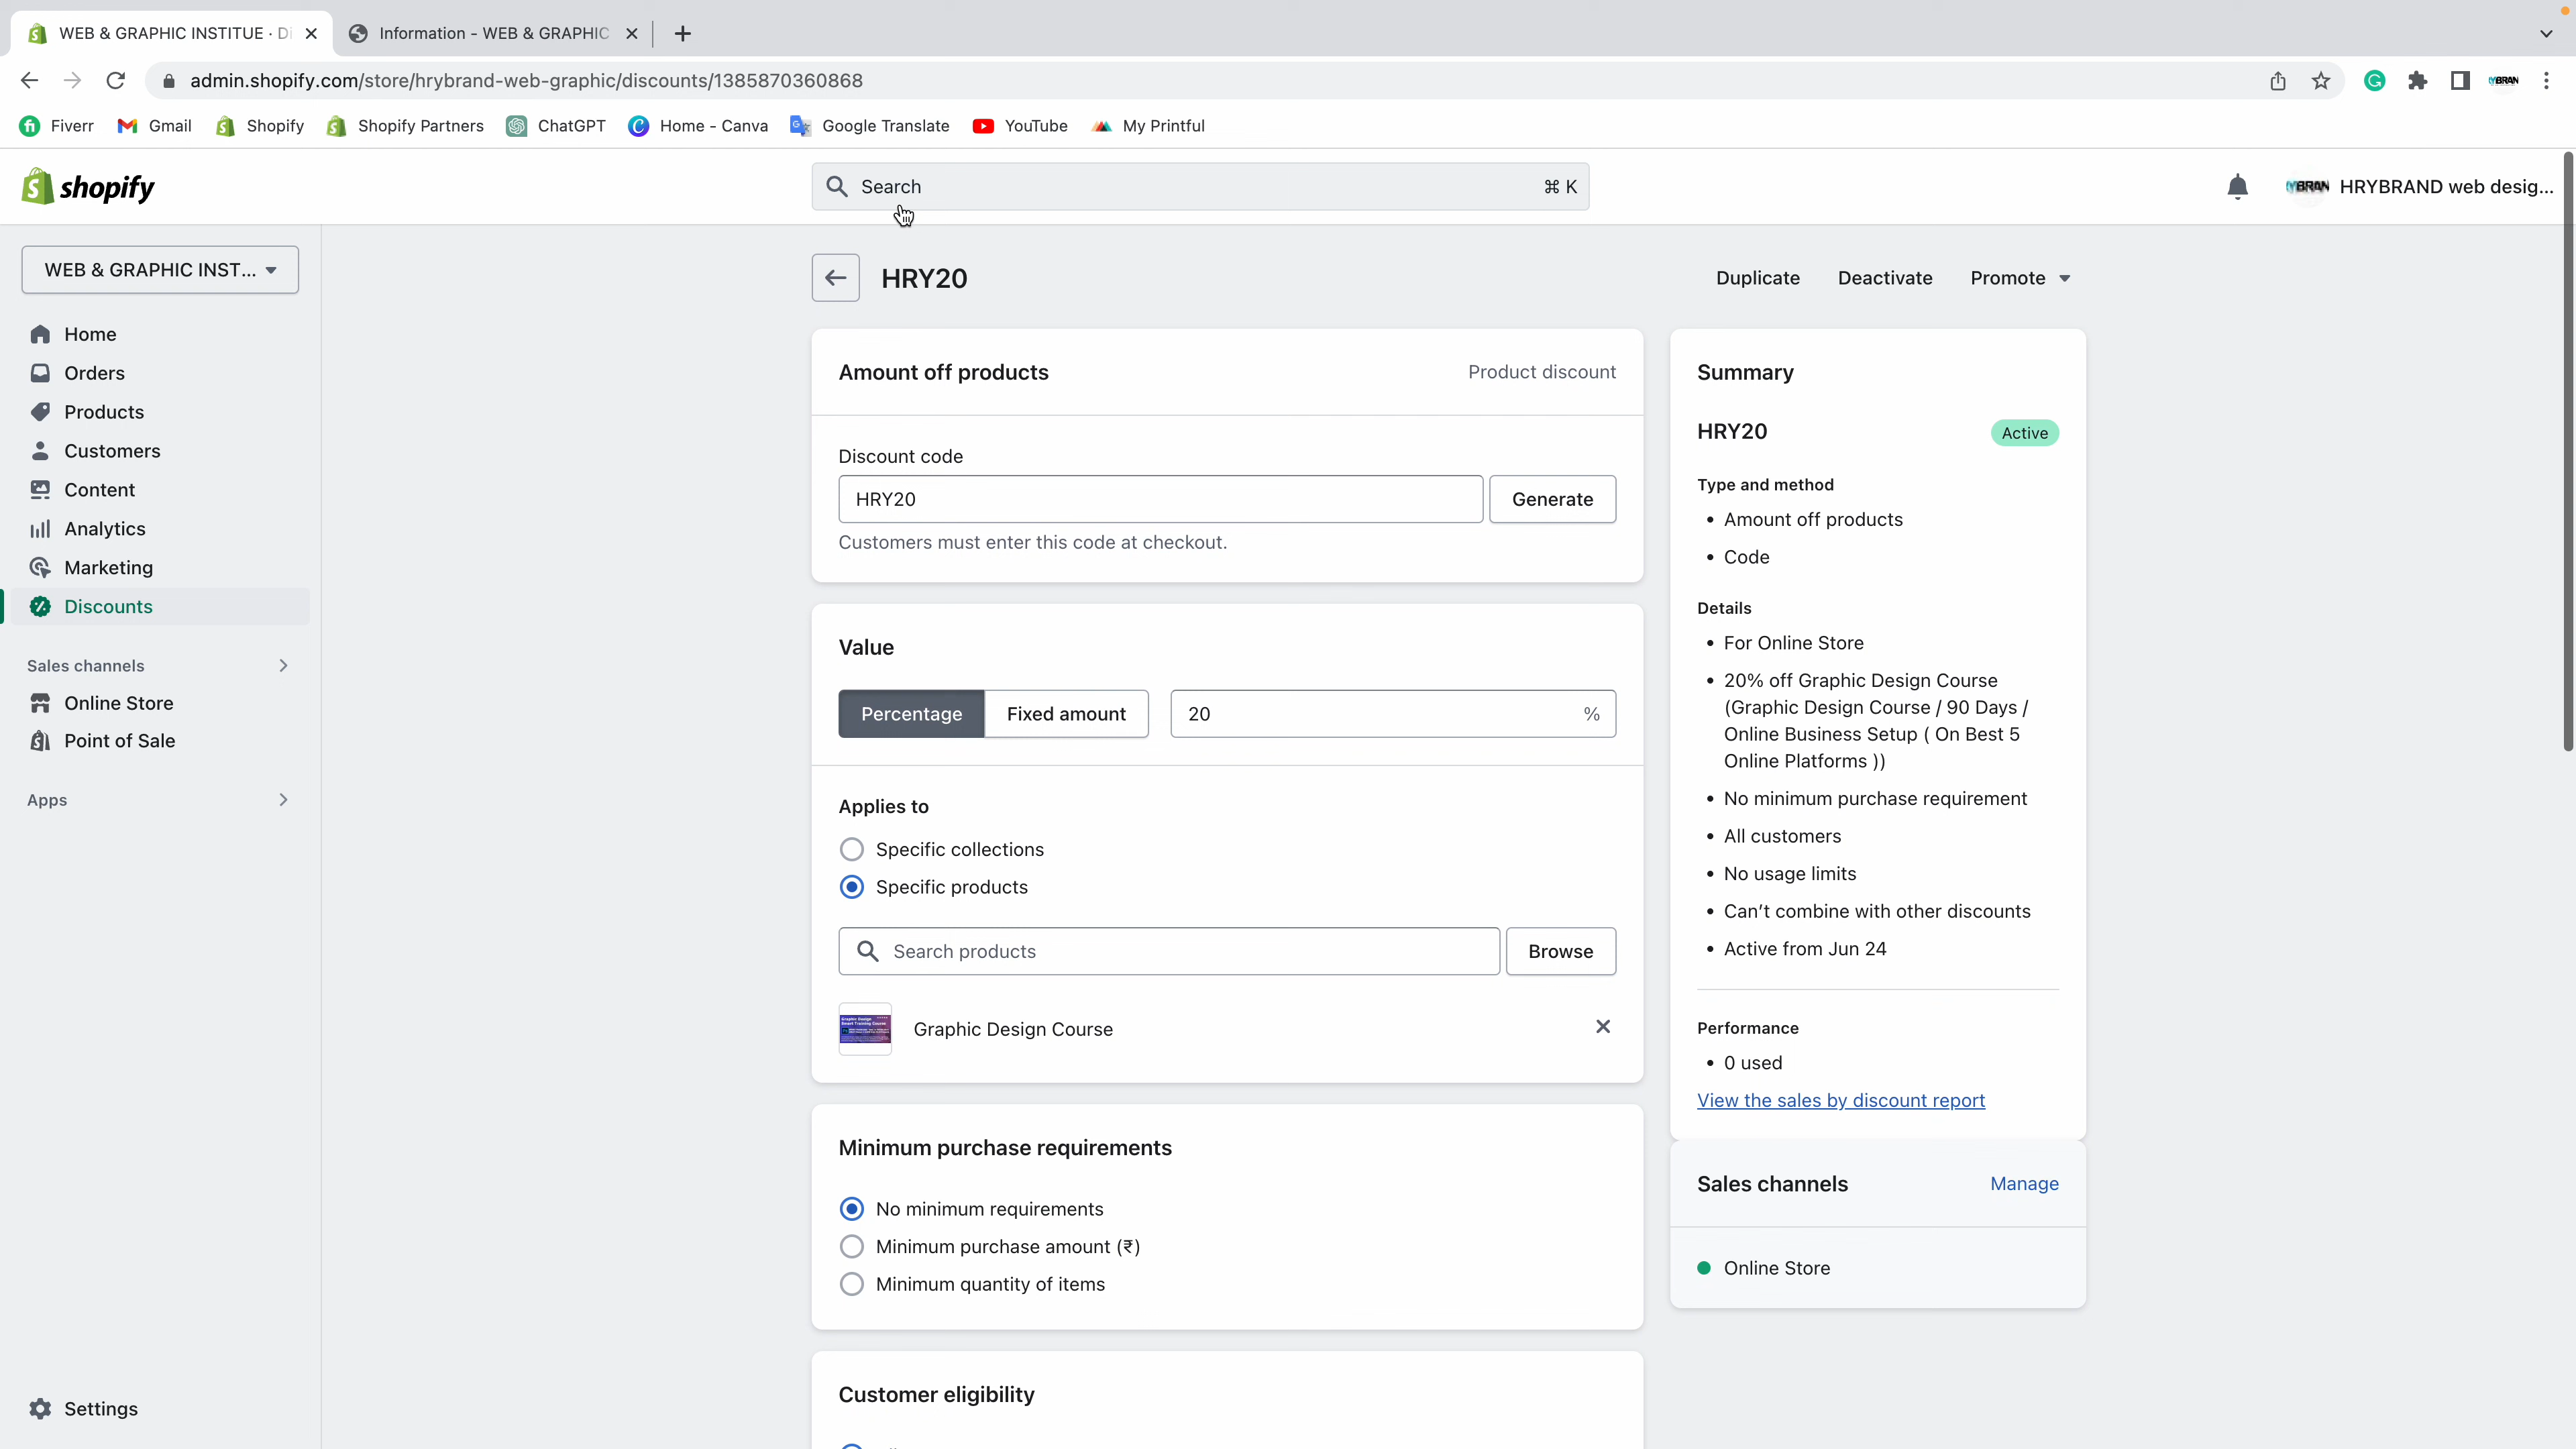 WEB & GRAPHIC INSTITUE · Di
Information - WEB & GRAPHIC
admin.shopify.com/store/hrybrand-web-graphic/discounts/1385870360868
Fiverr
Gmail
Shopify
Shopify Partners
ChatGPT
Home - Canva
Google Translate
YouTube
My Printful
shopify
Search
⌘ K
HRYBRAND web desig...
WEB & GRAPHIC INST...
Home
Orders
Products
Customers
Content
Analytics
Marketing
Discounts
Sales channels
Online Store
Point of Sale
Apps
Settings
HRY20
Duplicate
Deactivate
Promote
Amount off products
Product discount
Discount code
HRY20
Generate
Customers must enter this code at checkout.
Value
Percentage
Fixed amount
20
%
Applies to
Specific collections
Specific products
Search products
Browse
Graphic Design Course
Minimum purchase requirements
No minimum requirements
Minimum purchase amount (₹)
Minimum quantity of items
Customer eligibility
Summary
HRY20
Active
Type and method
• Amount off products
• Code
Details
• For Online Store
• 20% off Graphic Design Course
(Graphic Design Course / 90 Days /
Online Business Setup ( On Best 5
Online Platforms ))
• No minimum purchase requirement
• All customers
• No usage limits
• Can't combine with other discounts
• Active from Jun 24
Performance
• 0 used
View the sales by discount report
Sales channels
Manage
Online Store